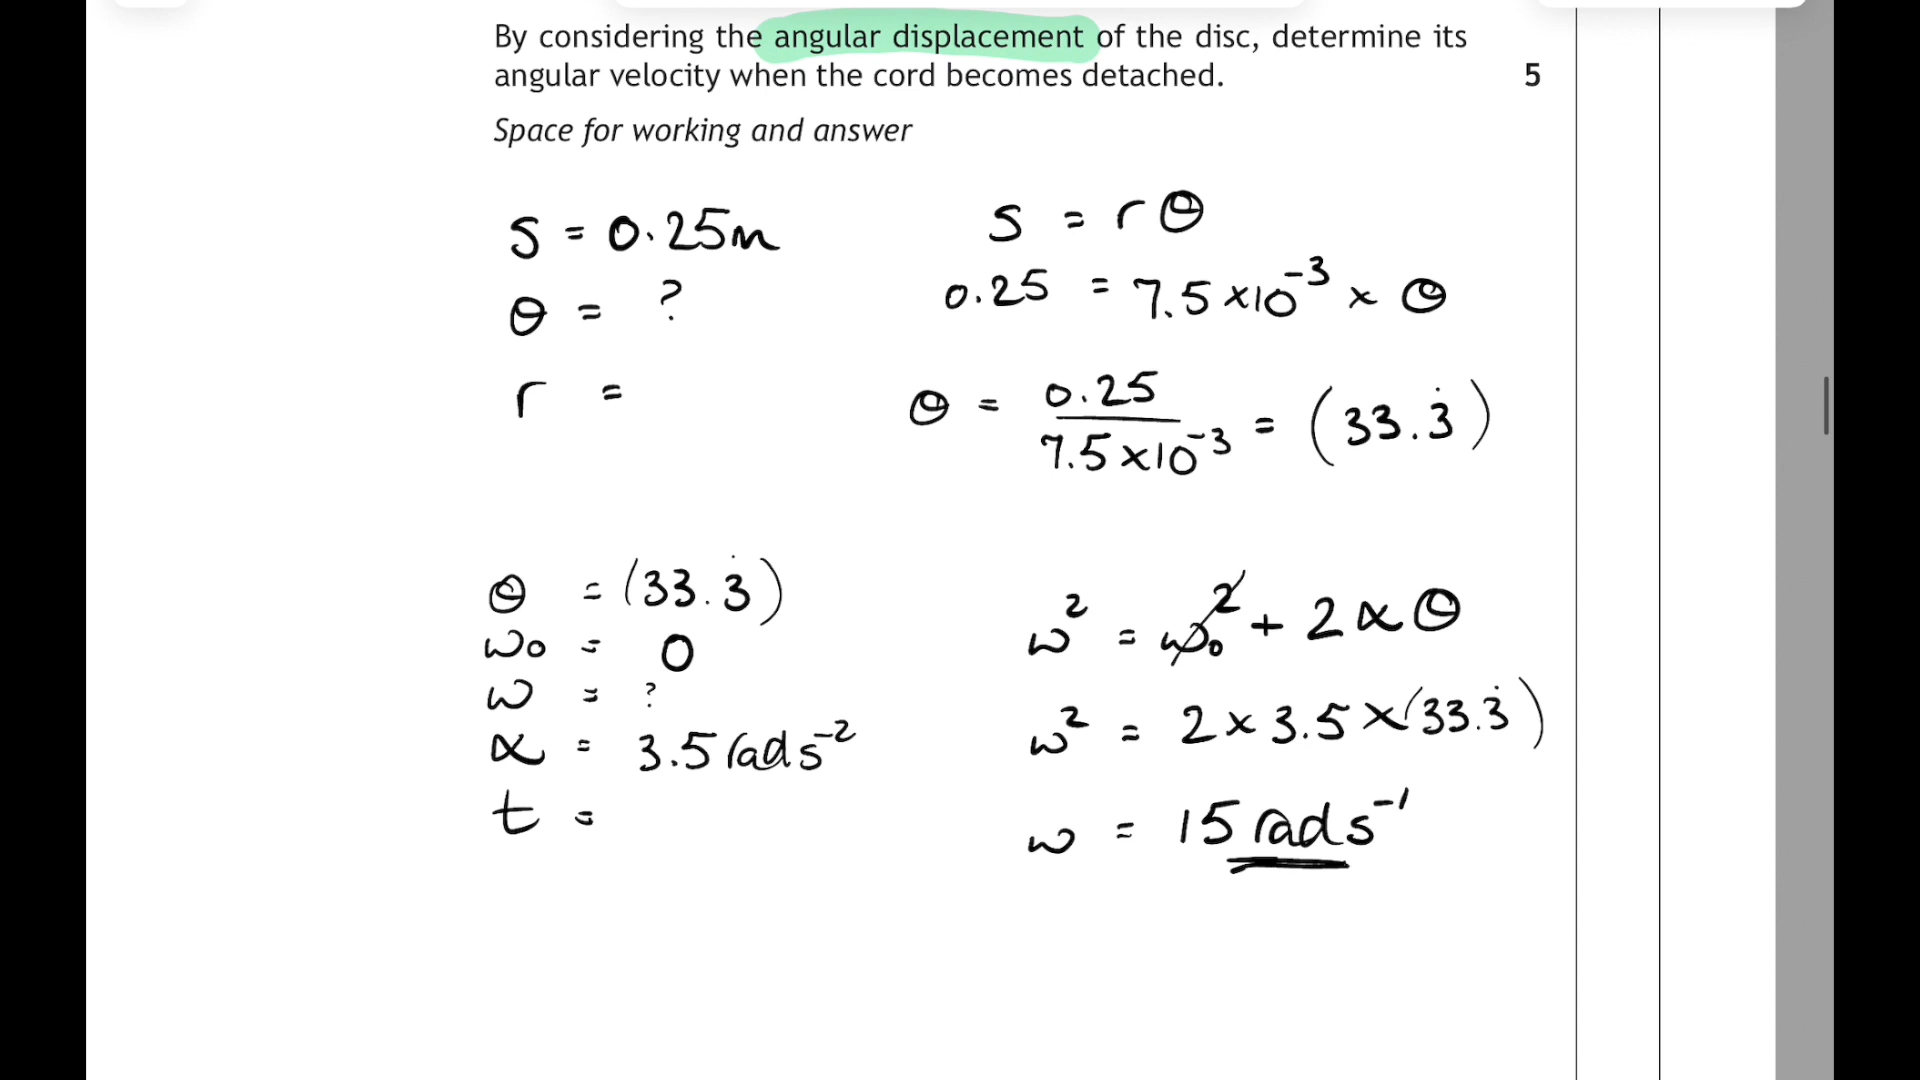 By considering the angular displacement of the disc, determine its
angular velocity when the cord becomes detached. 5
Space for working and answer
s = 0.25m
θ = ?
r =
s = rθ
0.25 = 7.5 ×10⁻³ × θ
θ = 0.25 / 7.5 ×10⁻³ = (33.3̇)
θ = (33.3̇)
ω₀ = 0
ω = ?
α = 3.5 rad s⁻²
t =
ω² = ω₀² + 2αθ
ω² = 2 × 3.5 × (33.3̇)
ω = 15 rad s⁻¹